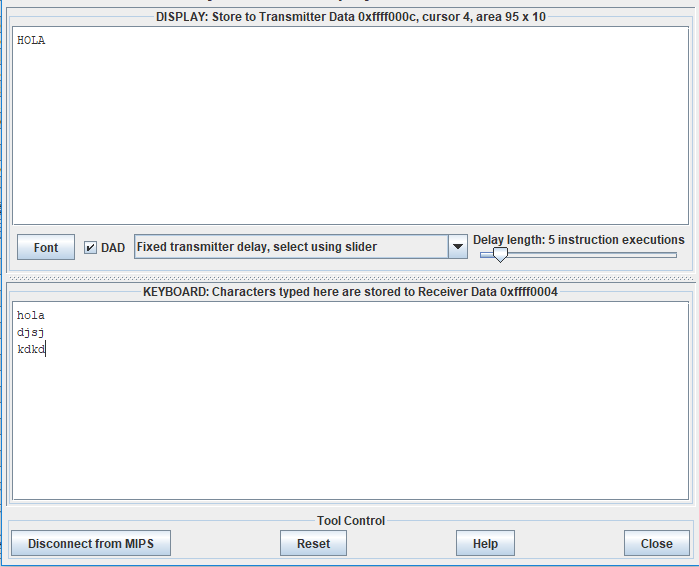 DISPLAY: Store to Transmitter Data 0xffff000c, cursor 4, area 95 x 10
HOLA
Font
DAD
Fixed transmitter delay, select using slider
Delay length: 5 instruction executions
KEYBOARD: Characters typed here are stored to Receiver Data 0xffff0004
hola
djsj
kdkd
Tool Control
Disconnect from MIPS
Reset
Help
Close